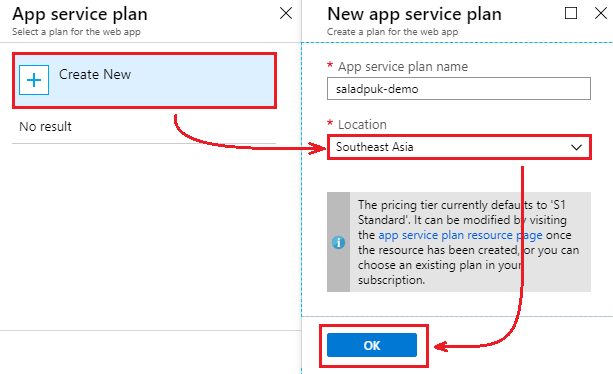 App service plan
Select a plan for the web app
Create New
No result
New app service plan
Create a plan for the web app
* App service plan name
saladpuk-demo
* Location
Southeast Asia
The pricing tier currently defaults to 'S1
Standard'. It can be modified by visiting
the app service plan resource page once
the resource has been created, or you can
choose an existing plan in your
subscription.
OK